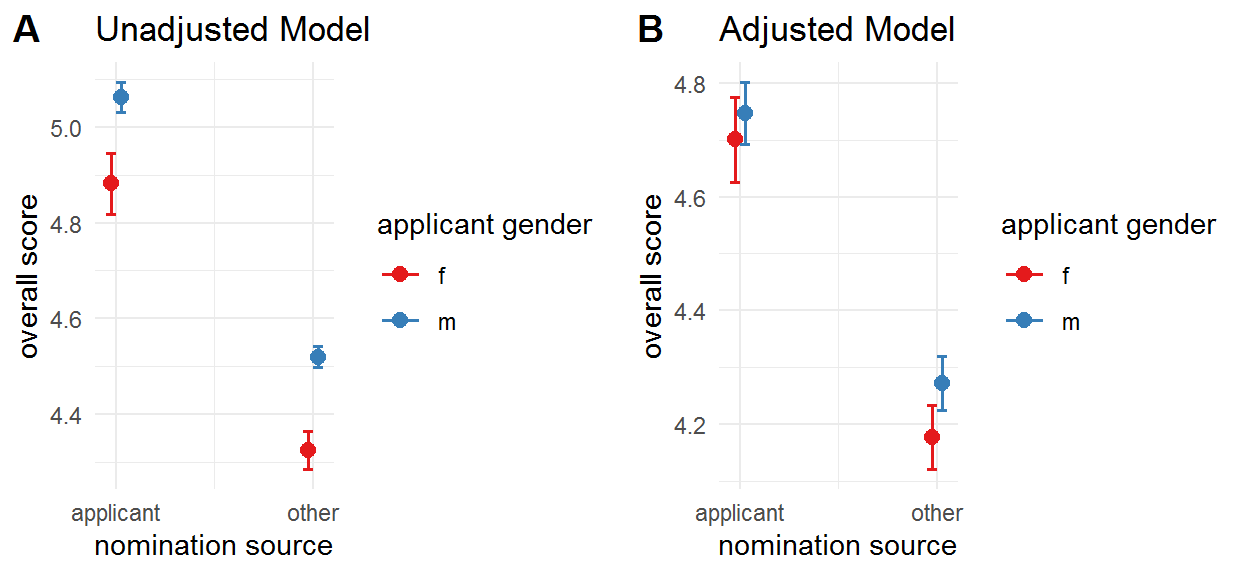 A Unadjusted Model
5.0
4.8
4.6
4.4
overall score
applicant other
nomination source
applicant gender
f
m
B Adjusted Model
4.8
4.6
4.4
4.2
overall score
applicant other
nomination source
applicant gender
f
m